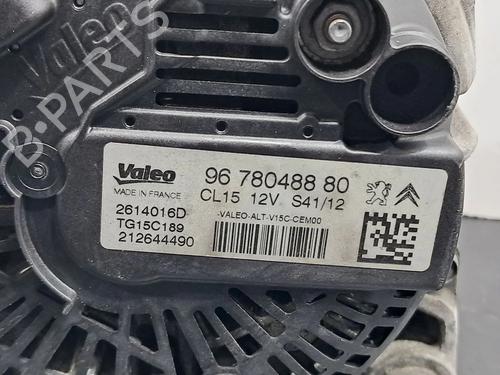 Valeo
B-PARTS
Valeo
96 780488 80
MADE IN FRANCE
CL15 12V S41/12
2614016D
-VALEO-ALT-V15C-CEM00
TG15C189
212644490